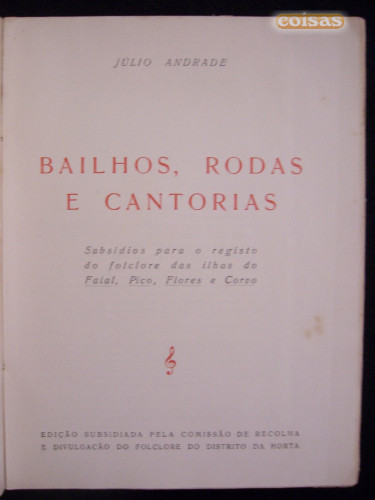 coisas
JÚLIO ANDRADE
BAILHOS, RODAS
E CANTORIAS
Subsídios para o registo
do folclore das ilhas do
Faial, Pico, Flores e Corvo
EDIÇÃO SUBSIDIADA PELA COMISSÃO DE RECOLHA
E DIVULGAÇÃO DO FOLCLORE DO DISTRITO DA HORTA